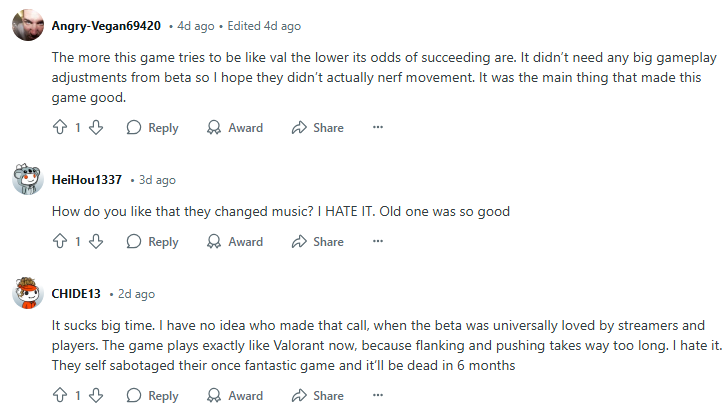 Angry-Vegan69420 • 4d ago • Edited 4d ago
The more this game tries to be like val the lower its odds of succeeding are. It didn’t need any big gameplay
adjustments from beta so I hope they didn’t actually nerf movement. It was the main thing that made this
game good.
1 Reply Award Share ...
HeiHou1337 • 3d ago
How do you like that they changed music? I HATE IT. Old one was so good
1 Reply Award Share ...
CHIDE13 • 2d ago
It sucks big time. I have no idea who made that call, when the beta was universally loved by streamers and
players. The game plays exactly like Valorant now, because flanking and pushing takes way too long. I hate it.
They self sabotaged their once fantastic game and it’ll be dead in 6 months
1 Reply Award Share ...